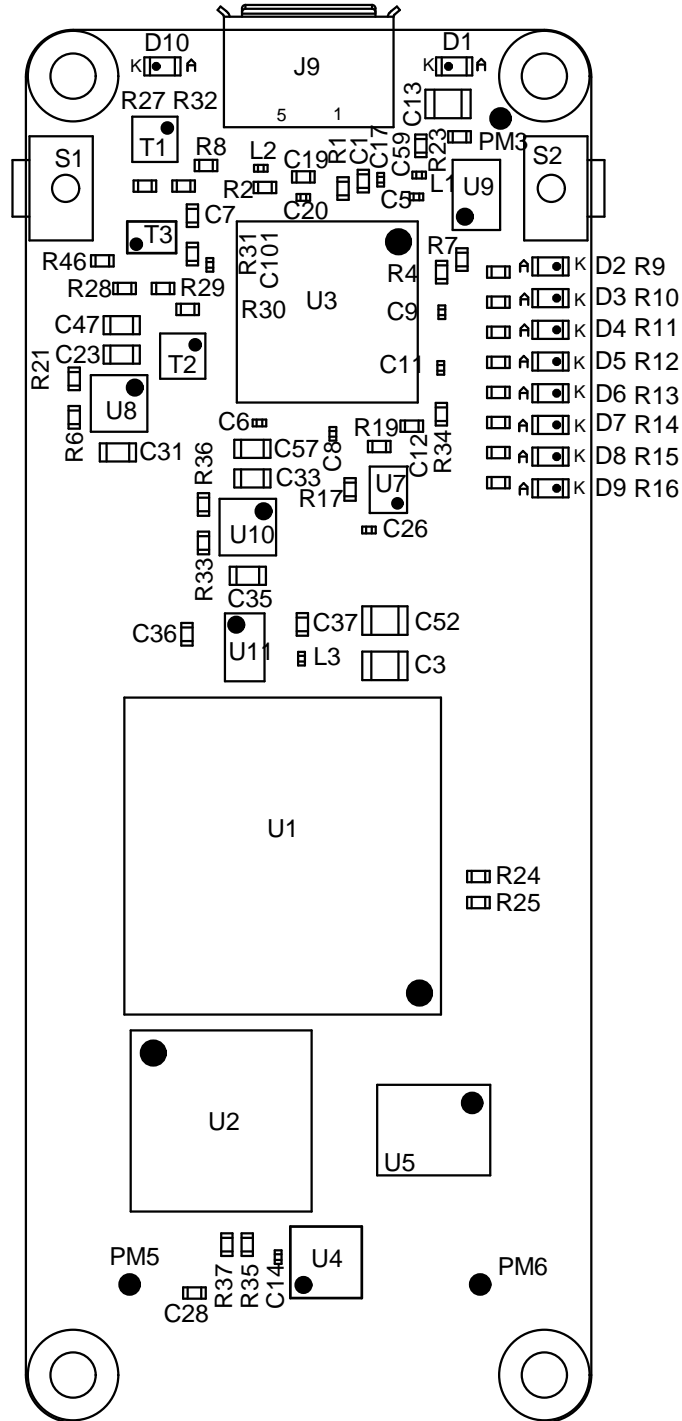 D10 D1
K A K A
J9
5 1
R27 R32
C13
PM3
T1
S1
S2
R8
L2
C19
R1
C1
C17
C59
R23
R2
C20
C5
L1
U9
C7
T3
R46
R31
C101
R7
R4
R28
R29
R30
U3
C9
C47
C23
T2
C11
R21
U8
R6
C31
C6
C57
C8
R19
C12
R34
A K D2 R9
A K D3 R10
A K D4 R11
A K D5 R12
A K D6 R13
A K D7 R14
A K D8 R15
A K D9 R16
R36
C33
R17
U7
U10
C26
R33
C35
C36
U11
C37
C52
L3
C3
U1
R24
R25
U2
U5
PM5
U4
PM6
C28
R37
R35
C14